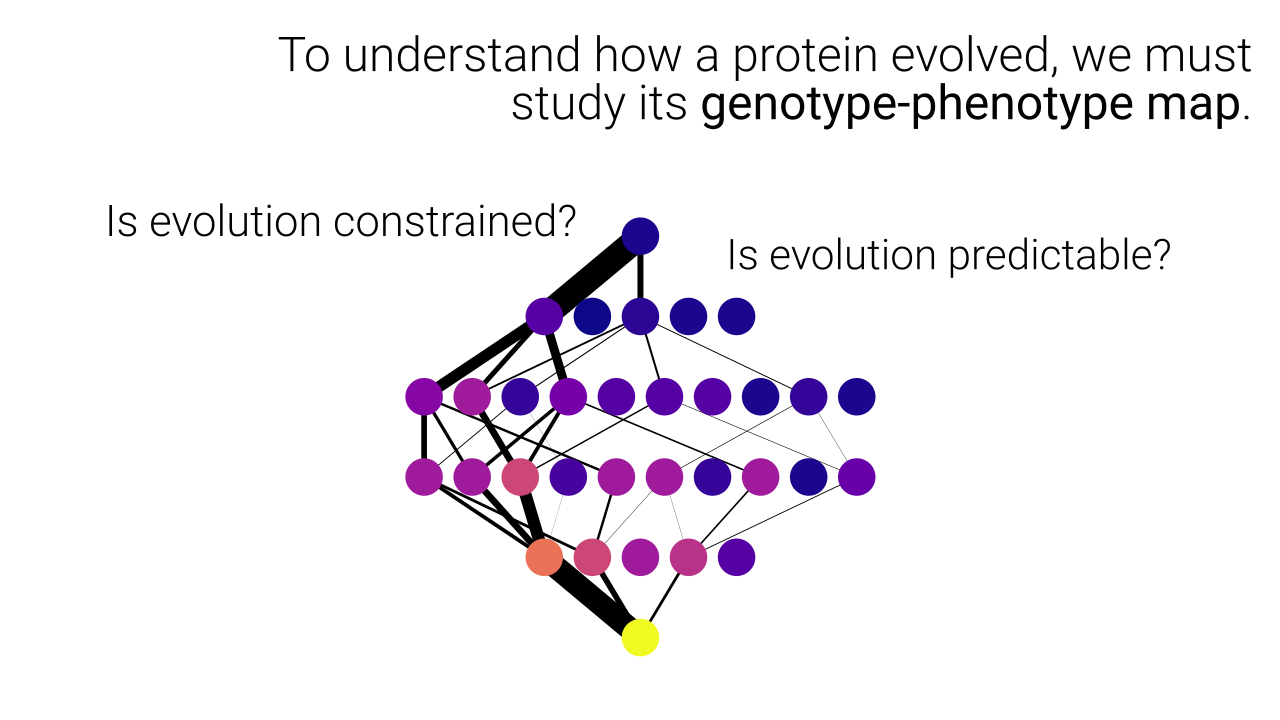 To understand how a protein evolved, we must
study its genotype-phenotype map.
Is evolution constrained?
Is evolution predictable?